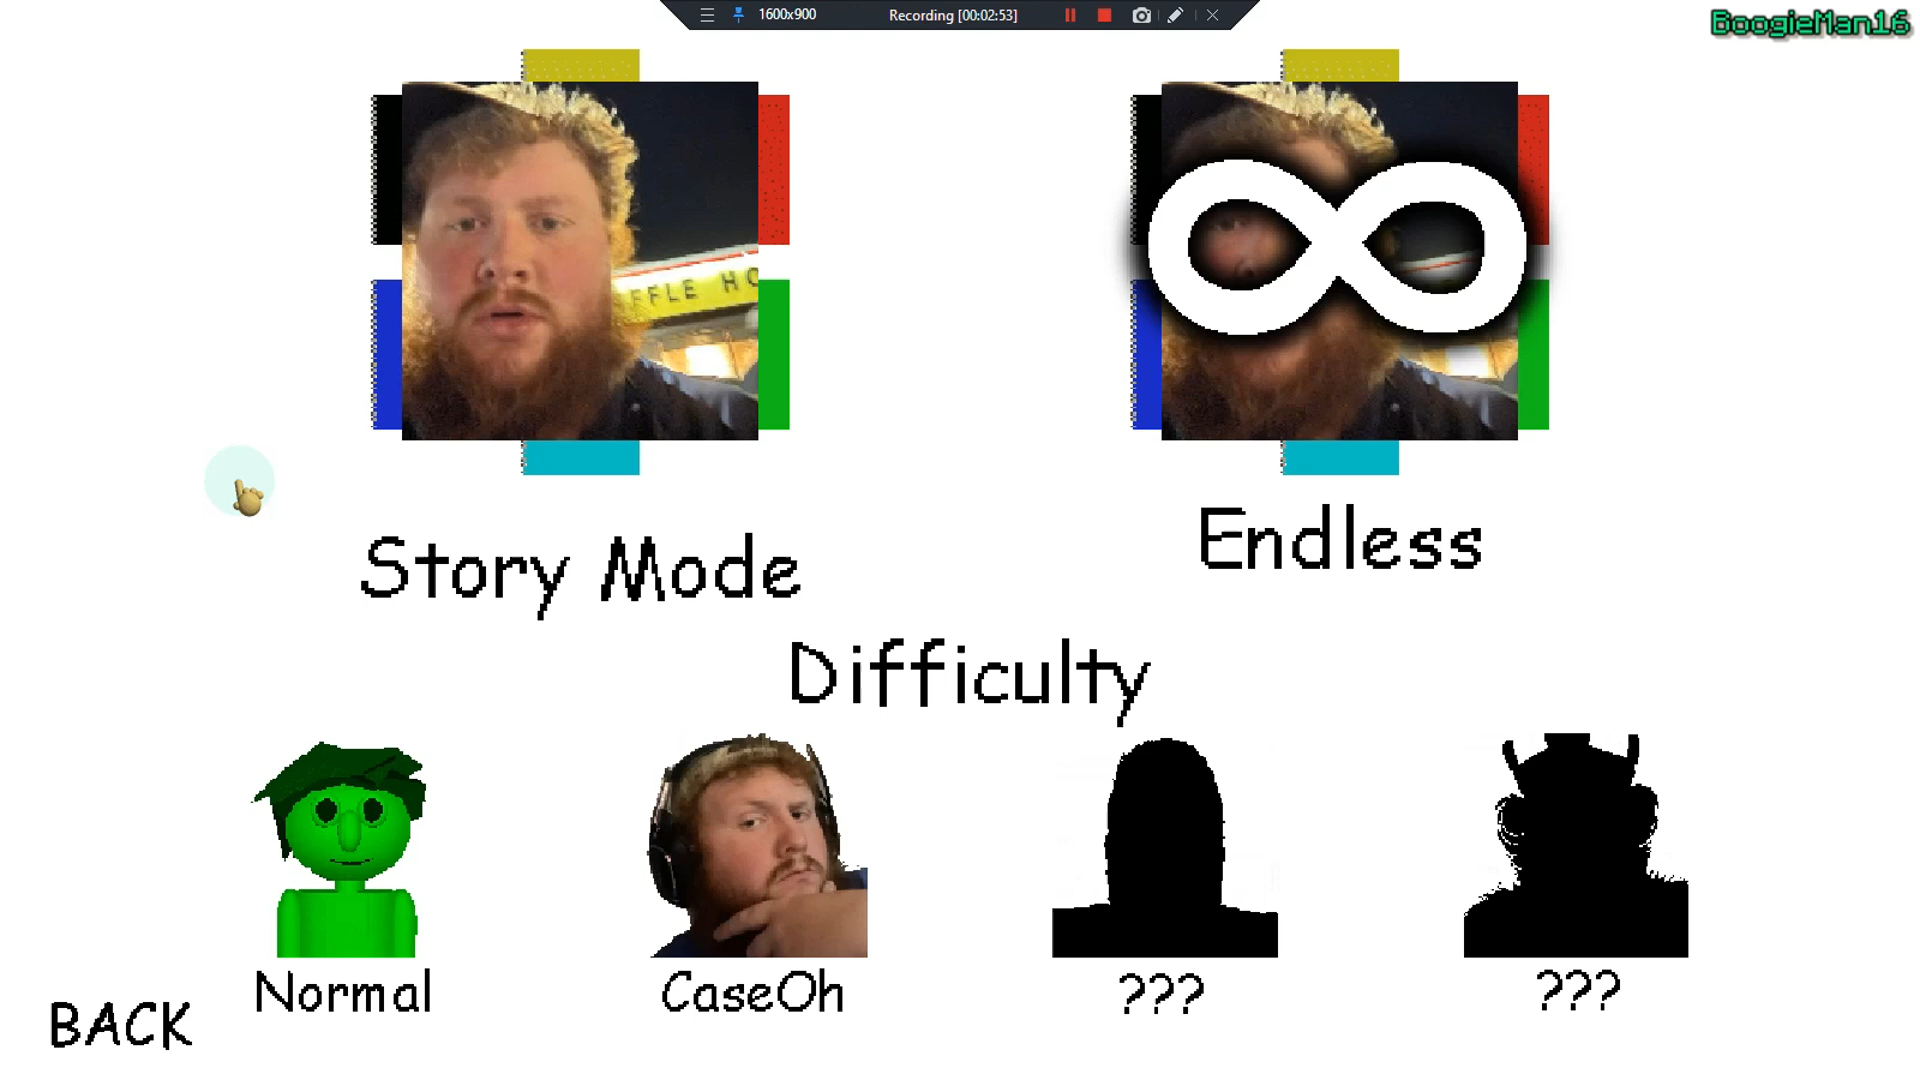 1600x900
Recording [00:02:53]
BoogieMan16
FFLE HO
Story Mode
Endless
Difficulty
Normal
CaseOh
???
???
BACK